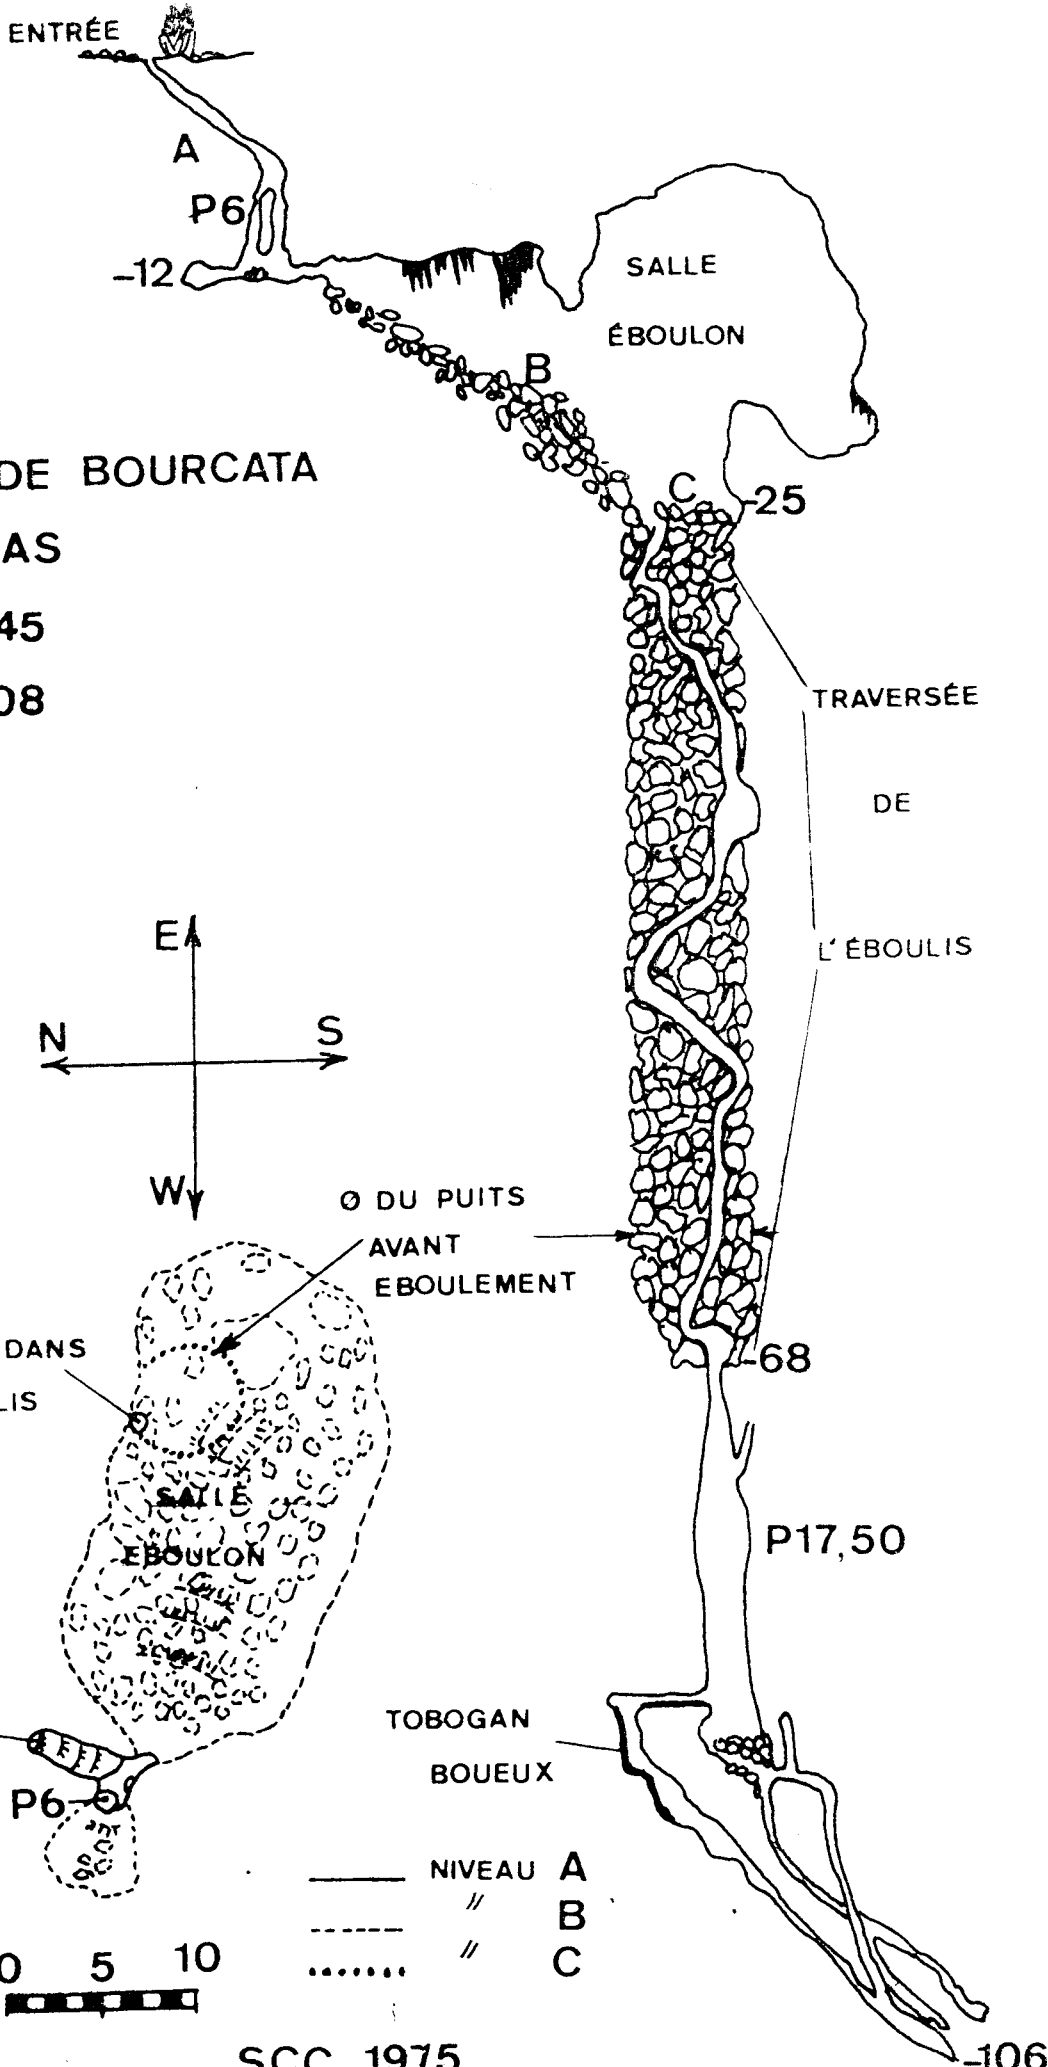 ENTRÉE
A
P6
-12
SALLE
ÉBOULON
B
DE BOURCATA
C
-25
AS
45
08
TRAVERSÉE
DE
L'ÉBOULIS
E
N
S
W
Ø DU PUITS
AVANT
EBOULEMENT
DANS
LIS
-68
SALLE
EBOULON
P17,50
TOBOGAN
BOUEUX
P6
NIVEAU A
" B
" C
0 5 10
SCC 1975
-106